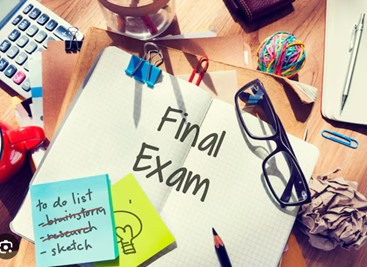 Final
Exam
to do list
- brainstorm
- research
- sketch